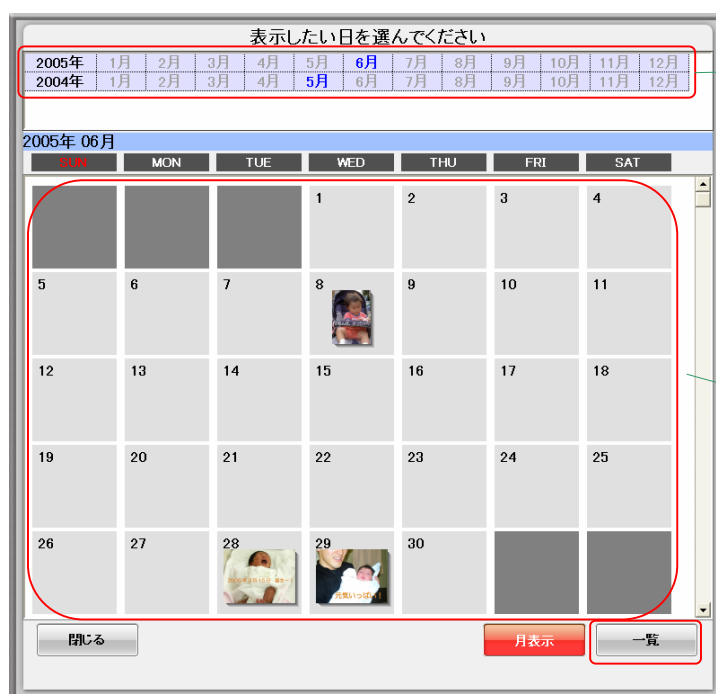 表示したい日を選んでください
2005年 1月 2月 3月 4月 5月 6月 7月 8月 9月 10月 11月 12月
2004年 1月 2月 3月 4月 5月 6月 7月 8月 9月 10月 11月 12月
2005年 06月
SUN MON TUE WED THU FRI SAT
1 2 3 4
5 6 7 8 9 10 11
12 13 14 15 16 17 18
19 20 21 22 23 24 25
26 27 28 29 30
元気いっぱい!
閉じる 月表示 一覧